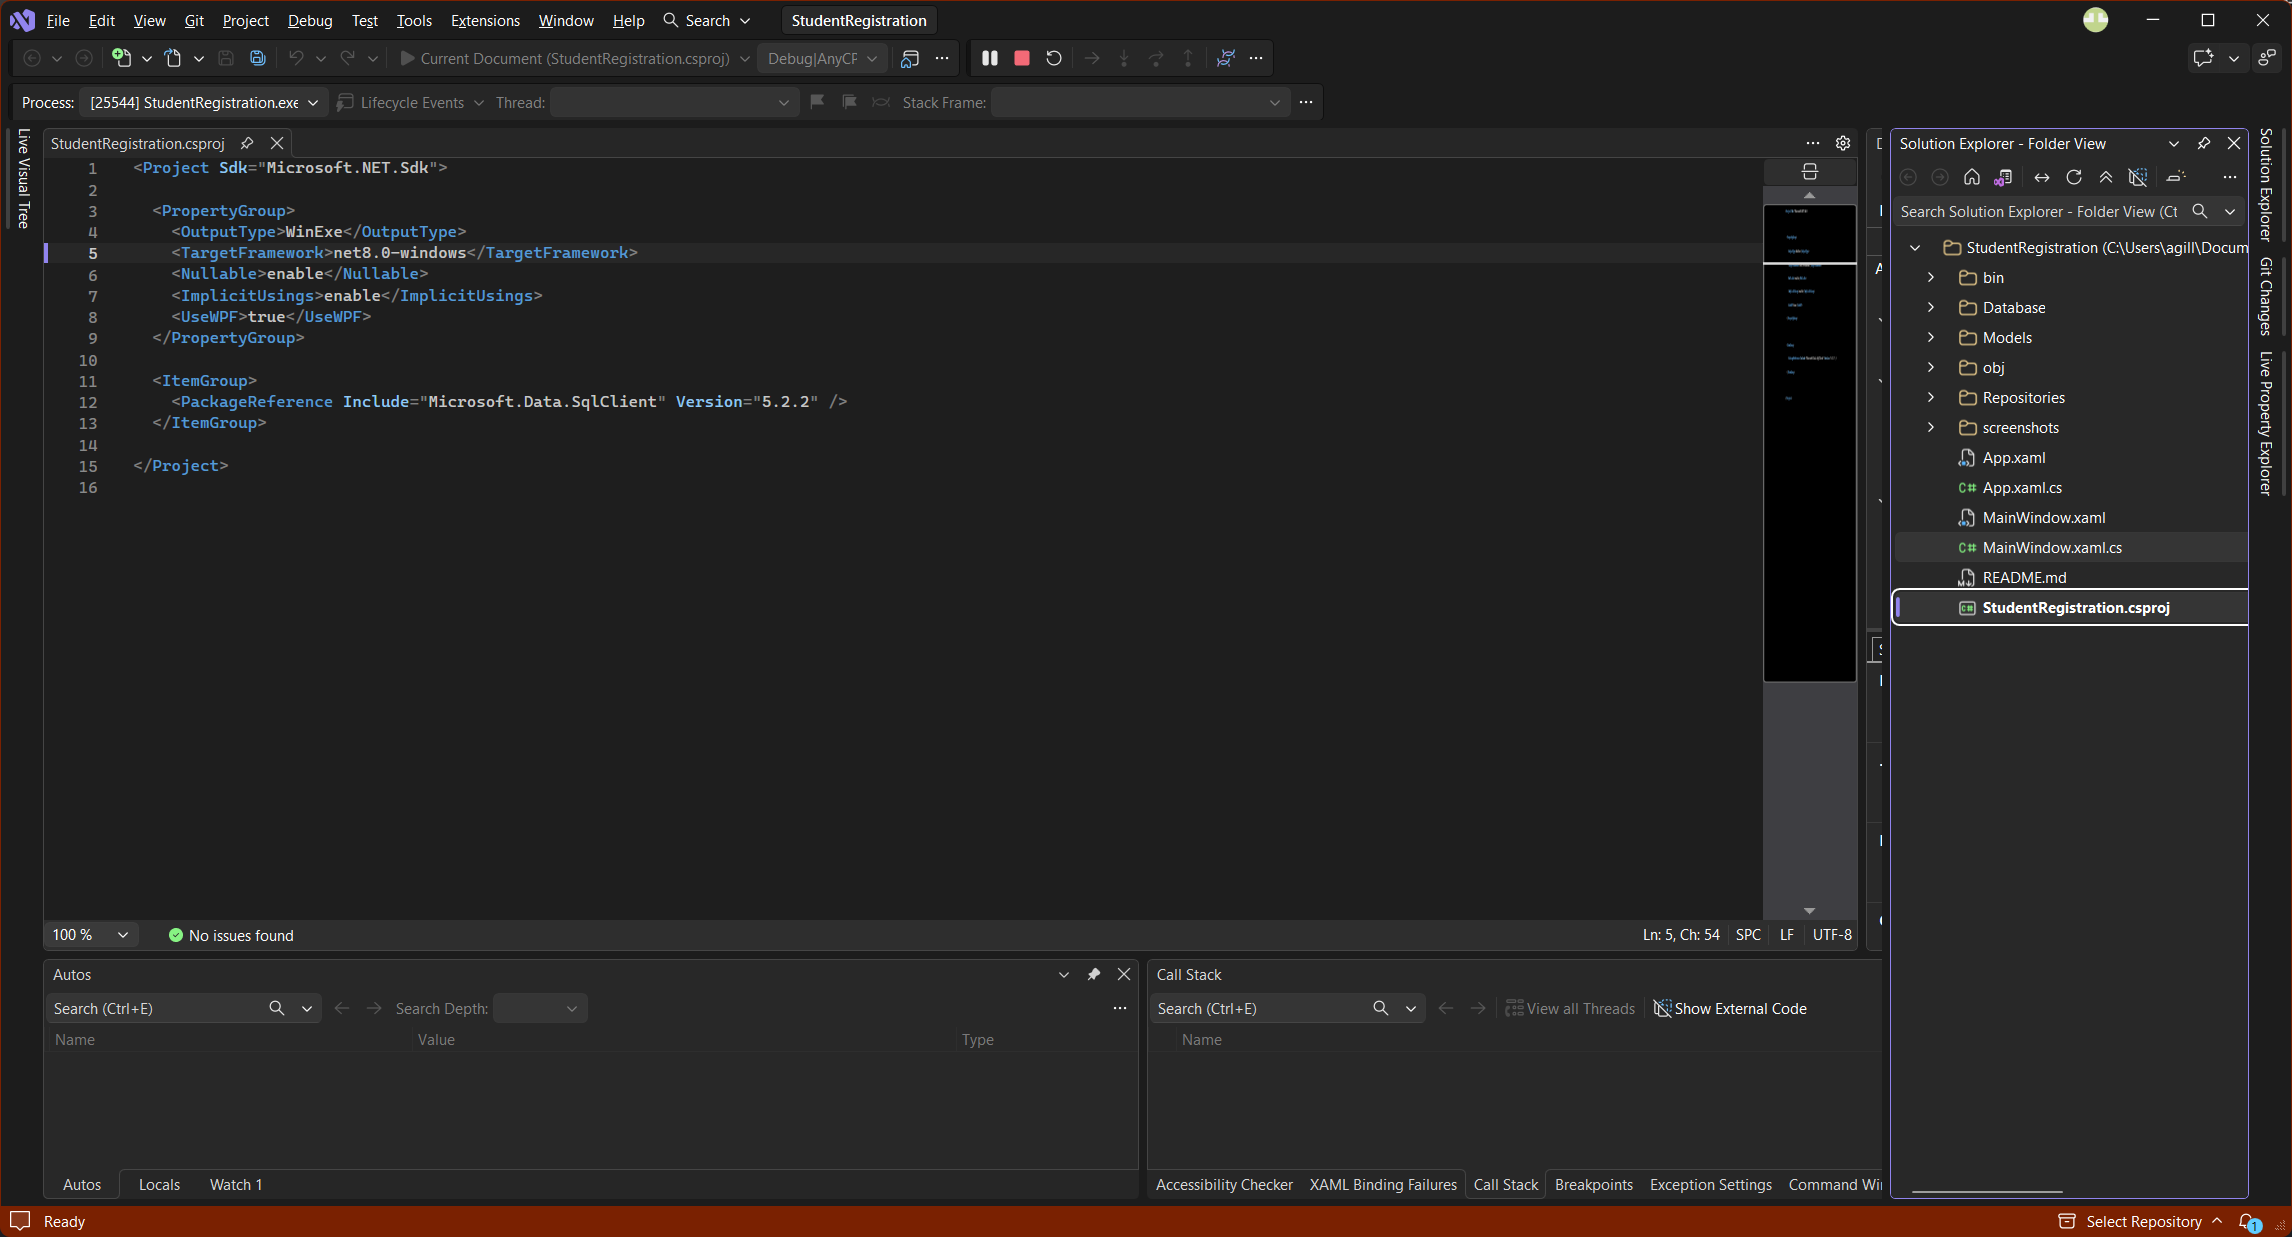 File Edit View Git Project Debug Test Tools Extensions Window Help Search StudentRegistration
Current Document (StudentRegistration.csproj) Debug|AnyCP
Process: [25544] StudentRegistration.exe Lifecycle Events Thread: Stack Frame:
Live Visual Tree
StudentRegistration.csproj
1 <Project Sdk="Microsoft.NET.Sdk">
2
3 <PropertyGroup>
4 <OutputType>WinExe</OutputType>
5 <TargetFramework>net8.0-windows</TargetFramework>
6 <Nullable>enable</Nullable>
7 <ImplicitUsings>enable</ImplicitUsings>
8 <UseWPF>true</UseWPF>
9 </PropertyGroup>
10
11 <ItemGroup>
12 <PackageReference Include="Microsoft.Data.SqlClient" Version="5.2.2" />
13 </ItemGroup>
14
15 </Project>
16
100 % No issues found Ln: 5, Ch: 54 SPC LF UTF-8
Solution Explorer - Folder View
Search Solution Explorer - Folder View (Ct
StudentRegistration (C:\Users\agill\Docum
bin
Database
Models
obj
Repositories
screenshots
App.xaml
App.xaml.cs
MainWindow.xaml
MainWindow.xaml.cs
README.md
StudentRegistration.csproj
Solution Explorer
Git Changes
Live Property Explorer
Autos
Search (Ctrl+E) Search Depth:
Name Value Type
Autos Locals Watch 1
Call Stack
Search (Ctrl+E) View all Threads Show External Code
Name
Accessibility Checker XAML Binding Failures Call Stack Breakpoints Exception Settings Command Wi
Ready Select Repository 1